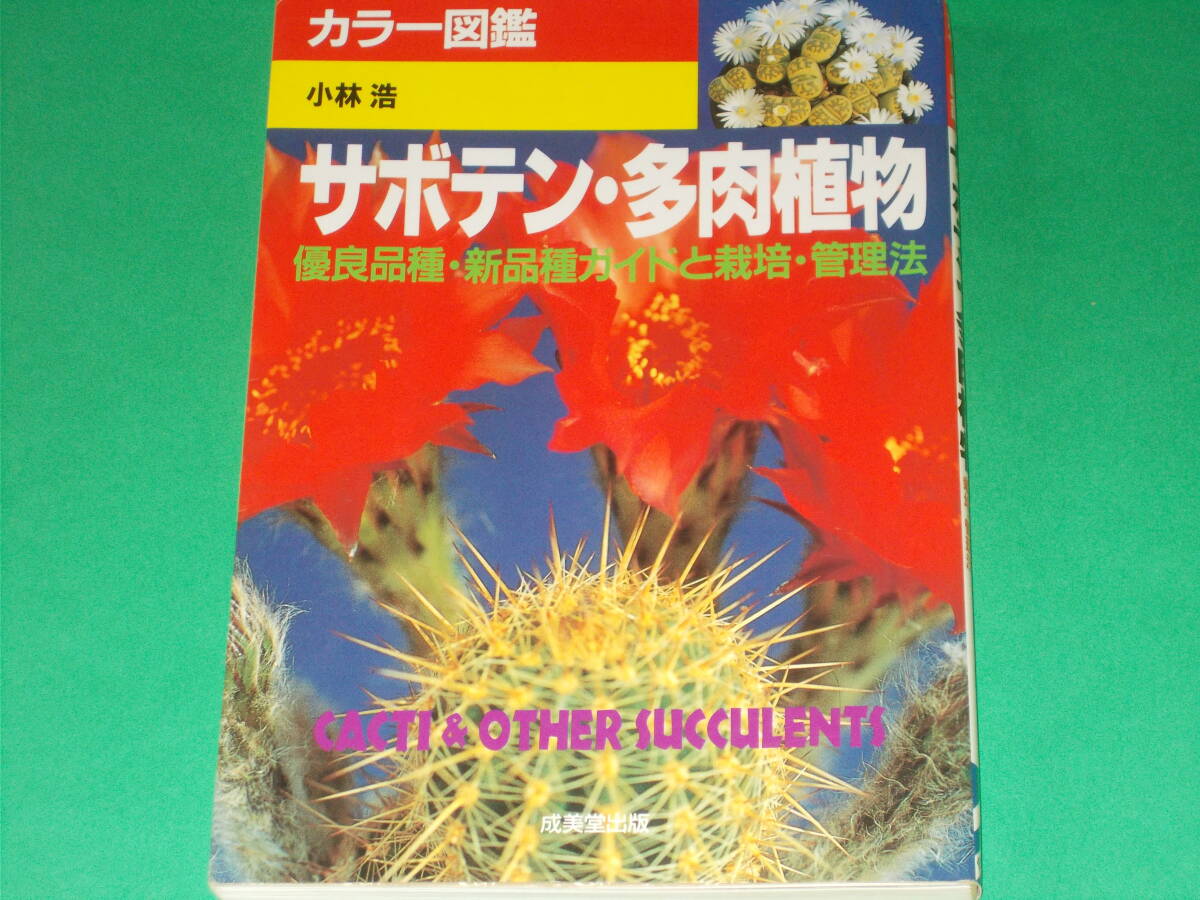 カラー図鑑
小林 浩
サボテン・多肉植物
優良品種・新品種ガイドと栽培・管理法
CACTI & OTHER SUCCULENTS
成美堂出版